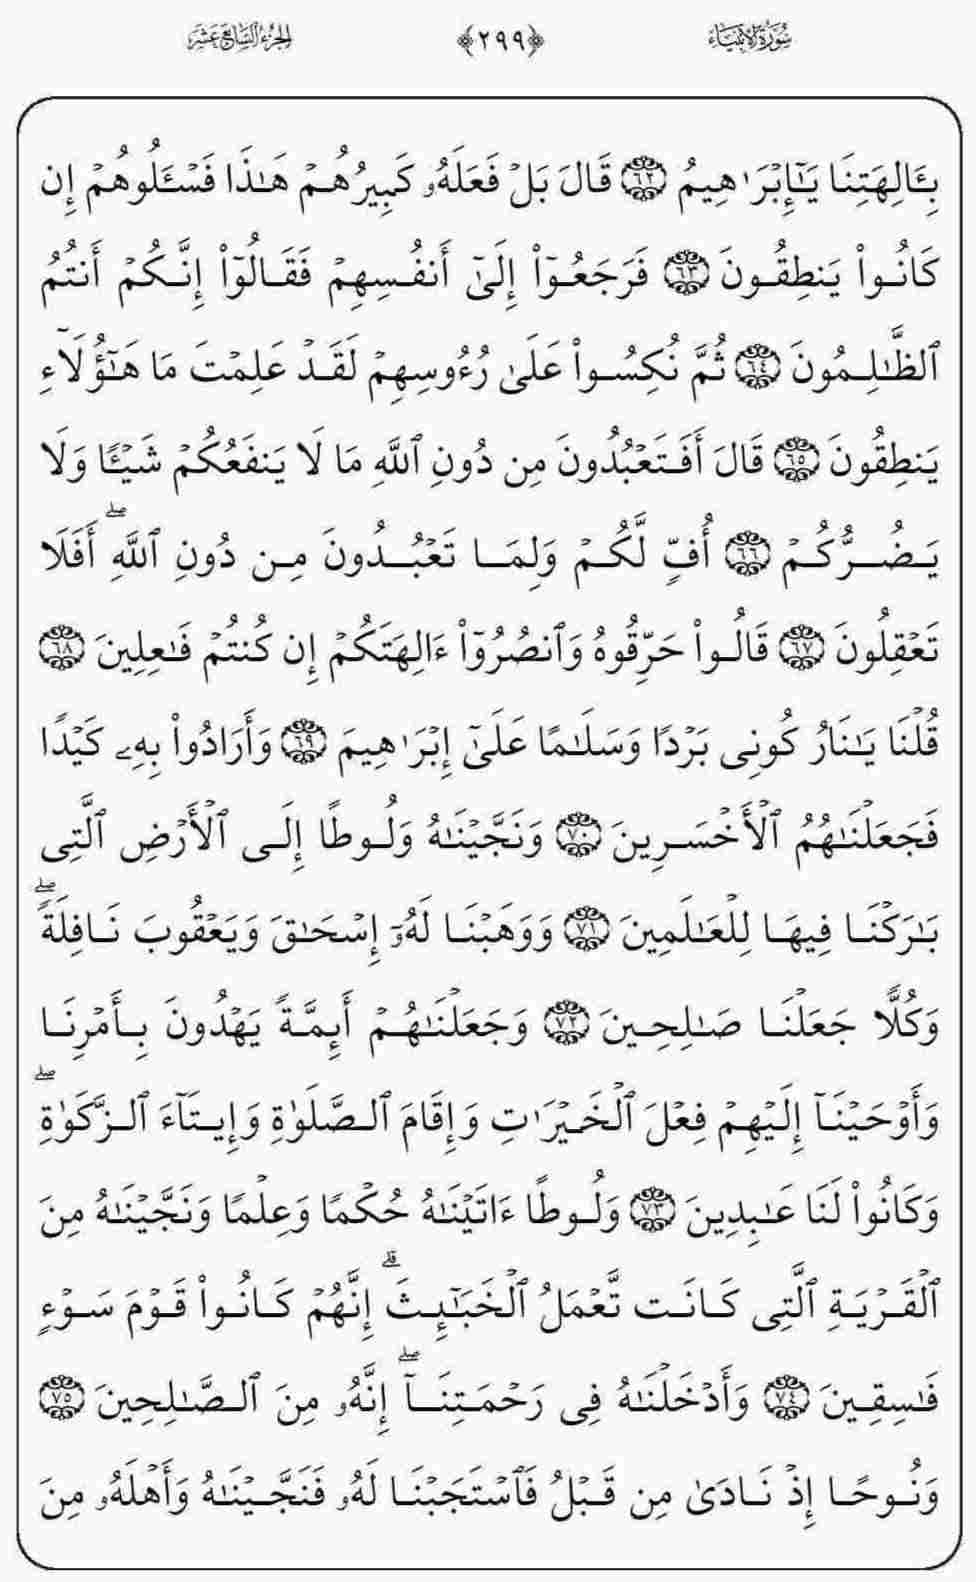 سُورَةُ الأَنْبِيَاءِ ﴿٢٩٩﴾ الجُزْءُ السَّابِعَ عَشَرَ
بِـَٔالِهَتِنَا يَـٰٓإِبْرَٰهِيمُ ٦٢ قَالَ بَلْ فَعَلَهُۥ كَبِيرُهُمْ هَـٰذَا فَسْـَٔلُوهُمْ إِن
كَانُوا۟ يَنطِقُونَ ٦٣ فَرَجَعُوٓا۟ إِلَىٰٓ أَنفُسِهِمْ فَقَالُوٓا۟ إِنَّكُمْ أَنتُمُ
ٱلظَّـٰلِمُونَ ٦٤ ثُمَّ نُكِسُوا۟ عَلَىٰ رُءُوسِهِمْ لَقَدْ عَلِمْتَ مَا هَـٰٓؤُلَآءِ
يَنطِقُونَ ٦٥ قَالَ أَفَتَعْبُدُونَ مِن دُونِ ٱللَّهِ مَا لَا يَنفَعُكُمْ شَيْـًٔا وَلَا
يَضُرُّكُمْ ٦٦ أُفٍّ لَّكُمْ وَلِمَا تَعْبُدُونَ مِن دُونِ ٱللَّهِ ۖ أَفَلَا
تَعْقِلُونَ ٦٧ قَالُوا۟ حَرِّقُوهُ وَٱنصُرُوٓا۟ ءَالِهَتَكُمْ إِن كُنتُمْ فَـٰعِلِينَ ٦٨
قُلْنَا يَـٰنَارُ كُونِى بَرْدًا وَسَلَـٰمًا عَلَىٰٓ إِبْرَٰهِيمَ ٦٩ وَأَرَادُوا۟ بِهِۦ كَيْدًا
فَجَعَلْنَـٰهُمُ ٱلْأَخْسَرِينَ ٧٠ وَنَجَّيْنَـٰهُ وَلُوطًا إِلَى ٱلْأَرْضِ ٱلَّتِى
بَـٰرَكْنَا فِيهَا لِلْعَـٰلَمِينَ ٧١ وَوَهَبْنَا لَهُۥٓ إِسْحَـٰقَ وَيَعْقُوبَ نَافِلَةً ۖ
وَكُلًّا جَعَلْنَا صَـٰلِحِينَ ٧٢ وَجَعَلْنَـٰهُمْ أَئِمَّةً يَهْدُونَ بِأَمْرِنَا
وَأَوْحَيْنَآ إِلَيْهِمْ فِعْلَ ٱلْخَيْرَٰتِ وَإِقَامَ ٱلصَّلَوٰةِ وَإِيتَآءَ ٱلزَّكَوٰةِ ۖ
وَكَانُوا۟ لَنَا عَـٰبِدِينَ ٧٣ وَلُوطًا ءَاتَيْنَـٰهُ حُكْمًا وَعِلْمًا وَنَجَّيْنَـٰهُ مِنَ
ٱلْقَرْيَةِ ٱلَّتِى كَانَت تَّعْمَلُ ٱلْخَبَـٰٓئِثَ ۗ إِنَّهُمْ كَانُوا۟ قَوْمَ سَوْءٍ
فَـٰسِقِينَ ٧٤ وَأَدْخَلْنَـٰهُ فِى رَحْمَتِنَآ ۖ إِنَّهُۥ مِنَ ٱلصَّـٰلِحِينَ ٧٥
وَنُوحًا إِذْ نَادَىٰ مِن قَبْلُ فَٱسْتَجَبْنَا لَهُۥ فَنَجَّيْنَـٰهُ وَأَهْلَهُۥ مِنَ